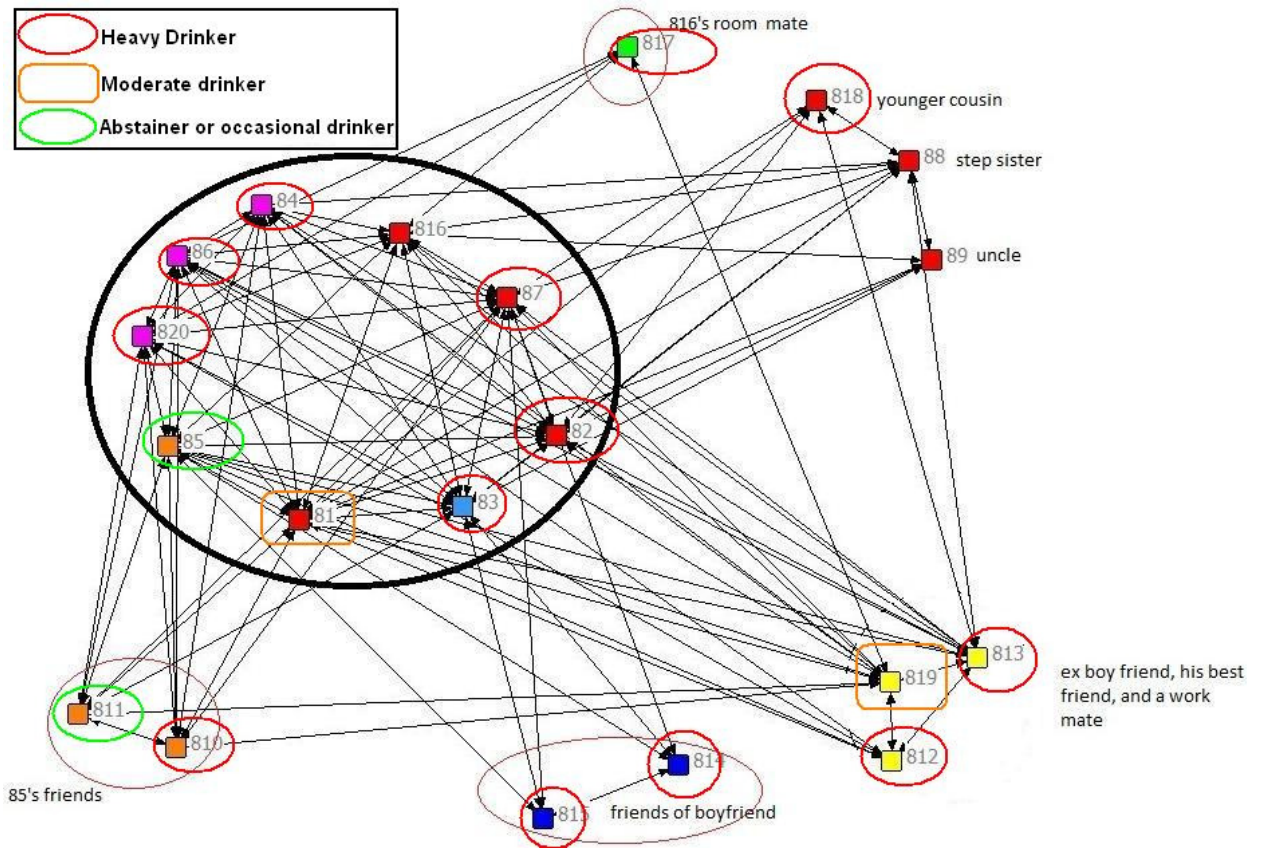 Heavy Drinker
Moderate drinker
Abstainer or occasional drinker
816's room mate
817
818 younger cousin
88 step sister
89 uncle
84
816
86
87
820
82
85
83
81
813
819
ex boy friend, his best
friend, and a work
mate
811
810
812
814
85's friends
815 friends of boyfriend